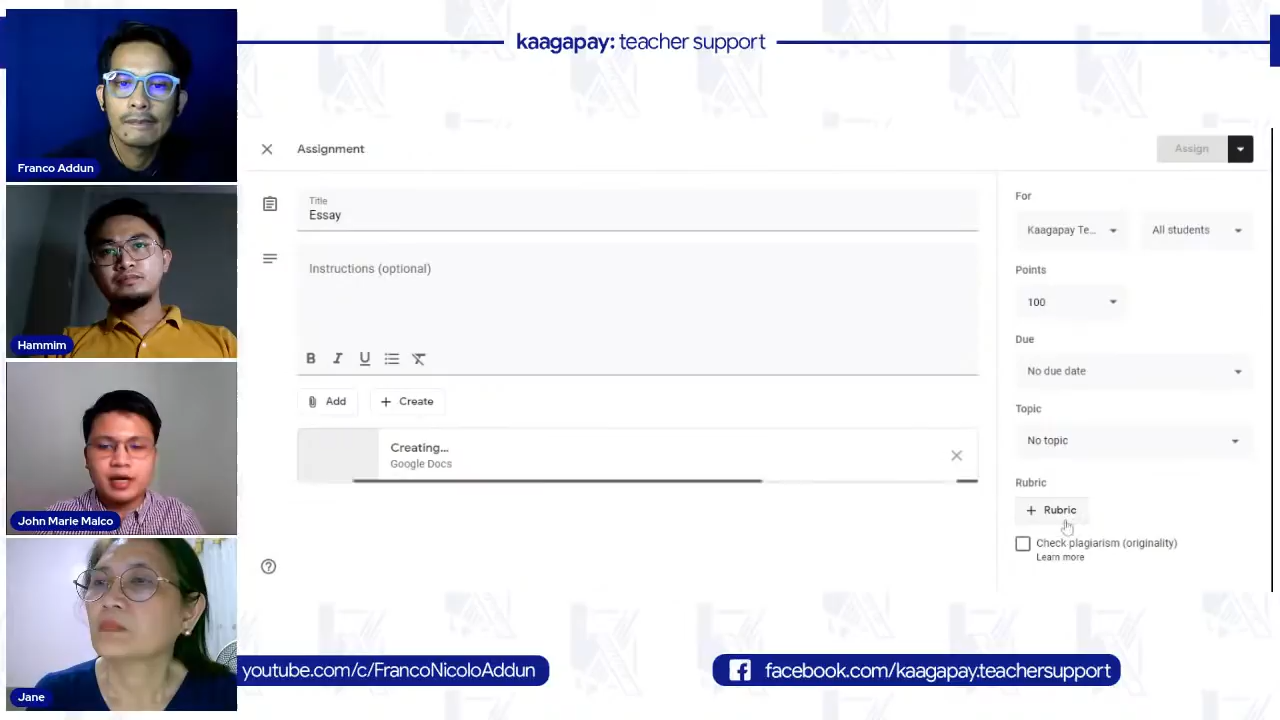 kaagapay: teacher support
Franco Addun
Hammim
John Marie Malco
Jane
Assignment
Assign
Title
Essay
Instructions (optional)
B I U
Add
Create
Creating...
Google Docs
For
Kaagapay Te...
All students
Points
100
Due
No due date
Topic
No topic
Rubric
+ Rubric
Check plagiarism (originality)
Learn more
youtube.com/c/FrancoNicoloAddun
facebook.com/kaagapay.teachersupport